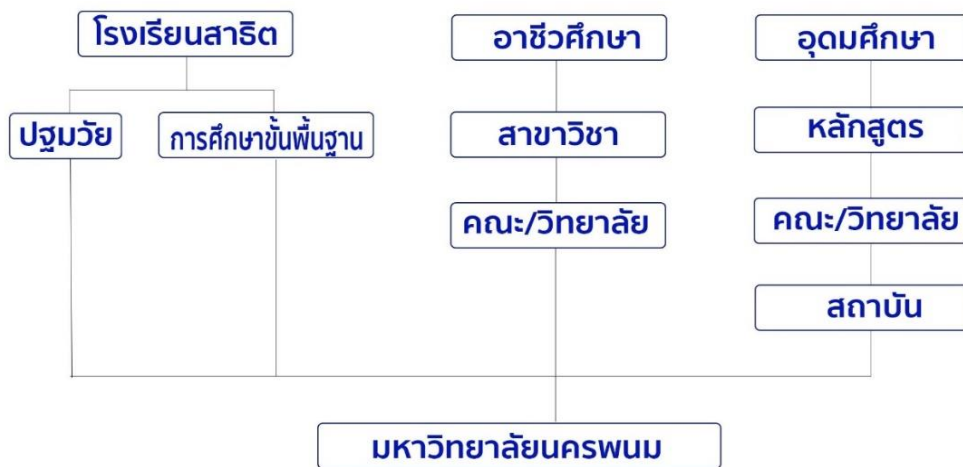 โรงเรียนสาธิต
อาชีวศึกษา
อุดมศึกษา
ปฐมวัย
การศึกษาขั้นพื้นฐาน
สาขาวิชา
หลักสูตร
คณะ/วิทยาลัย
คณะ/วิทยาลัย
สถาบัน
มหาวิทยาลัยนครพนม